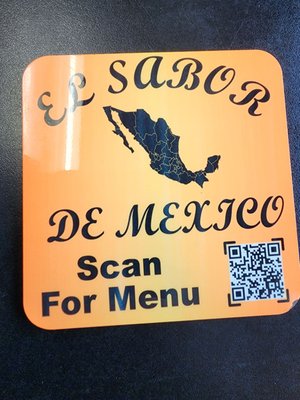 EL SABOR
DE MEXICO
Scan
For Menu